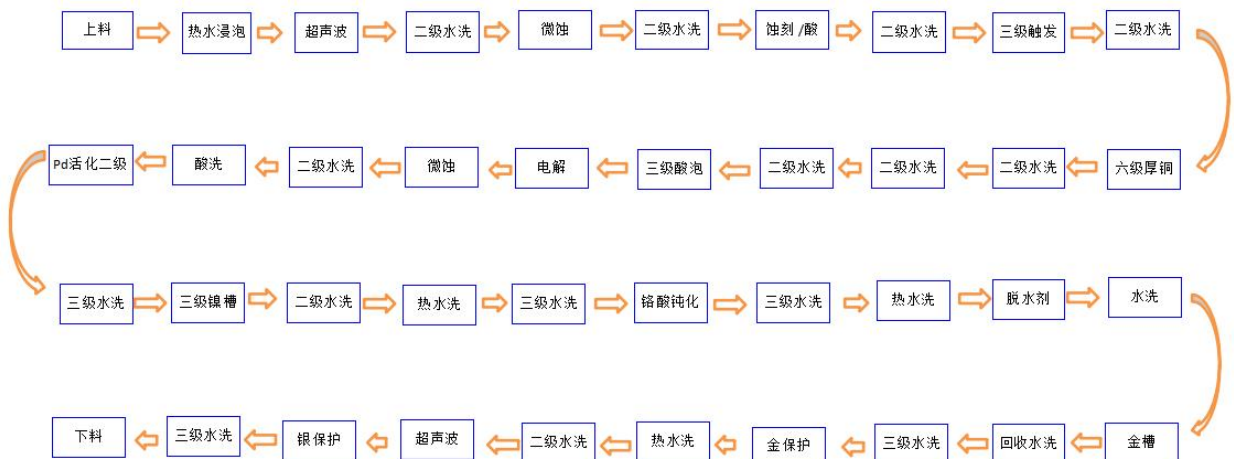 上料
热水浸泡
超声波
二级水洗
微蚀
二级水洗
蚀刻 /酸
二级水洗
三级触发
二级水洗
Pd活化二级
酸洗
二级水洗
微蚀
电解
三级酸泡
二级水洗
二级水洗
二级水洗
六级厚铜
三级水洗
三级镍槽
二级水洗
热水洗
三级水洗
铬酸钝化
三级水洗
热水洗
脱水剂
水洗
下料
三级水洗
银保护
超声波
二级水洗
热水洗
金保护
三级水洗
回收水洗
金槽